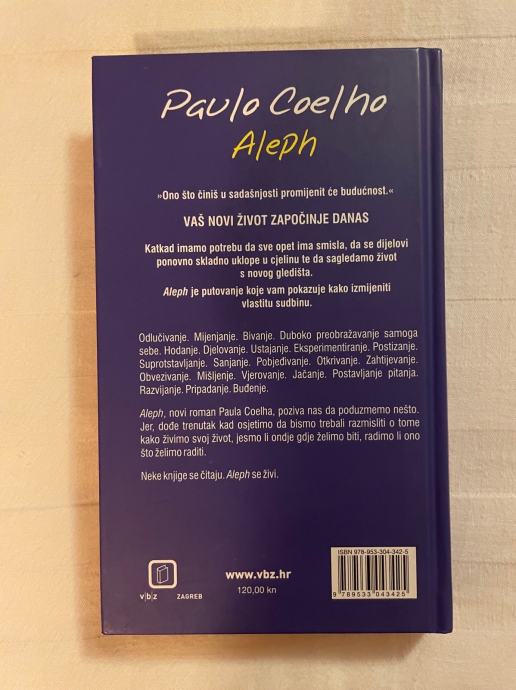 Paulo Coelho
Aleph
»Ono što činiš u sadašnjosti promijenit će budućnost.«
VAŠ NOVI ŽIVOT ZAPOČINJE DANAS
Katkad imamo potrebu da sve opet ima smisla, da se dijelovi
ponovno skladno uklope u cjelinu te da sagledamo život
s novog gledišta.
Aleph je putovanje koje vam pokazuje kako izmijeniti
vlastitu sudbinu.
Odlučivanje. Mijenjanje. Bivanje. Duboko preobražavanje samoga
sebe. Hodanje. Djelovanje. Ustajanje. Eksperimentiranje. Postizanje.
Suprotstavljanje. Sanjanje. Pobjeđivanje. Otkrivanje. Zahtijevanje.
Obvezivanje. Mišljenje. Vjerovanje. Jačanje. Postavljanje pitanja.
Razvijanje. Pripadanje. Buđenje.
Aleph, novi roman Paula Coelha, poziva nas da poduzmemo nešto.
Jer, dođe trenutak kad osjetimo da bismo trebali razmisliti o tome
kako živimo svoj život, jesmo li ondje gdje želimo biti, radimo li ono
što želimo raditi.
Neke knjige se čitaju. Aleph se živi.
ISBN 978-953-304-342-5
9 789533 043425
www.vbz.hr
120,00 kn
v|b|z ZAGREB